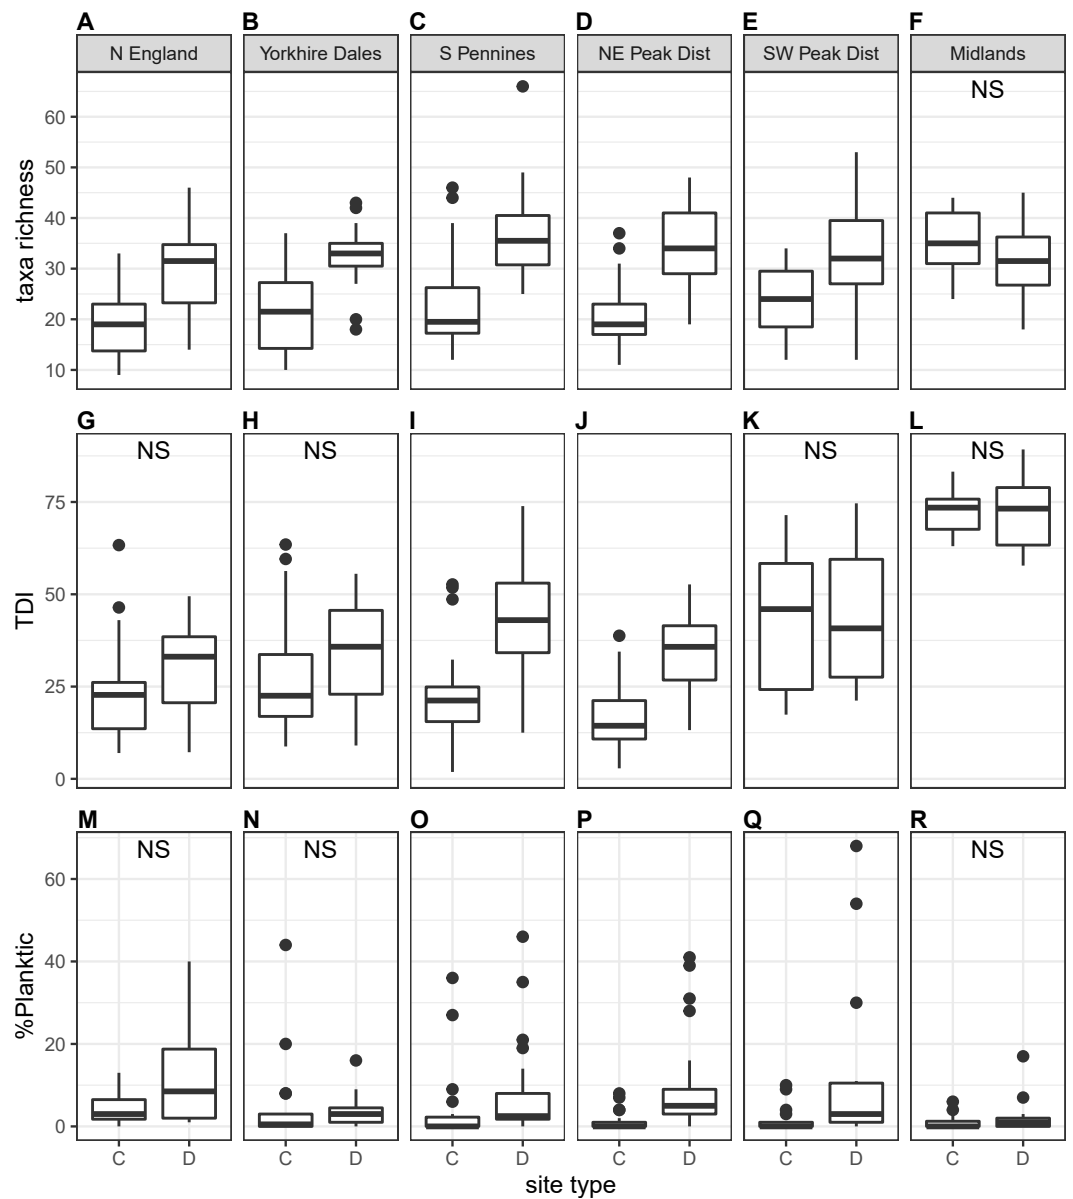 A B C D E F
N England Yorkhire Dales S Pennines NE Peak Dist SW Peak Dist Midlands
NS
taxa richness
60
50
40
30
20
10
G H I J K L
NS NS NS NS
TDI
75
50
25
0
M N O P Q R
NS NS NS
%Planktic
60
40
20
0
C D C D C D C D C D C D
site type